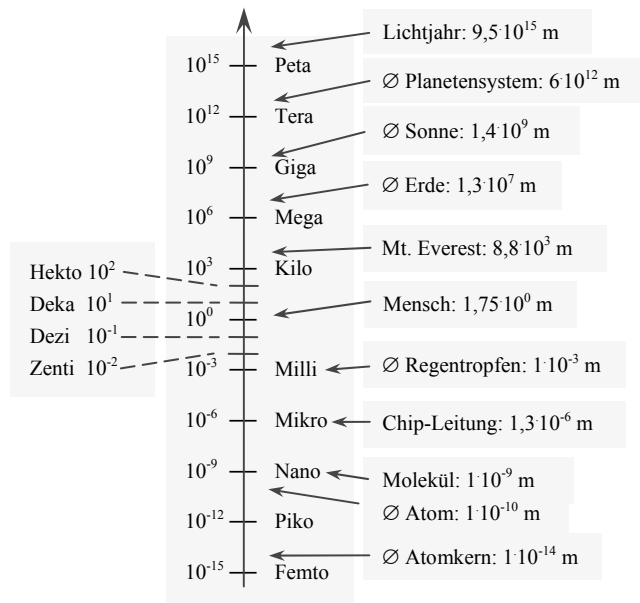 Lichtjahr: 9,5·10¹⁵ m
10¹⁵ Peta
∅ Planetensystem: 6·10¹² m
10¹² Tera
∅ Sonne: 1,4·10⁹ m
10⁹ Giga
∅ Erde: 1,3·10⁷ m
10⁶ Mega
Mt. Everest: 8,8·10³ m
10³ Kilo
Hekto 10²
Deka 10¹
Mensch: 1,75·10⁰ m
10⁰
Dezi 10⁻¹
Zenti 10⁻²
10⁻³ Milli
∅ Regentropfen: 1·10⁻³ m
10⁻⁶ Mikro
Chip-Leitung: 1,3·10⁻⁶ m
10⁻⁹ Nano
Molekül: 1·10⁻⁹ m
∅ Atom: 1·10⁻¹⁰ m
10⁻¹² Piko
∅ Atomkern: 1·10⁻¹⁴ m
10⁻¹⁵ Femto